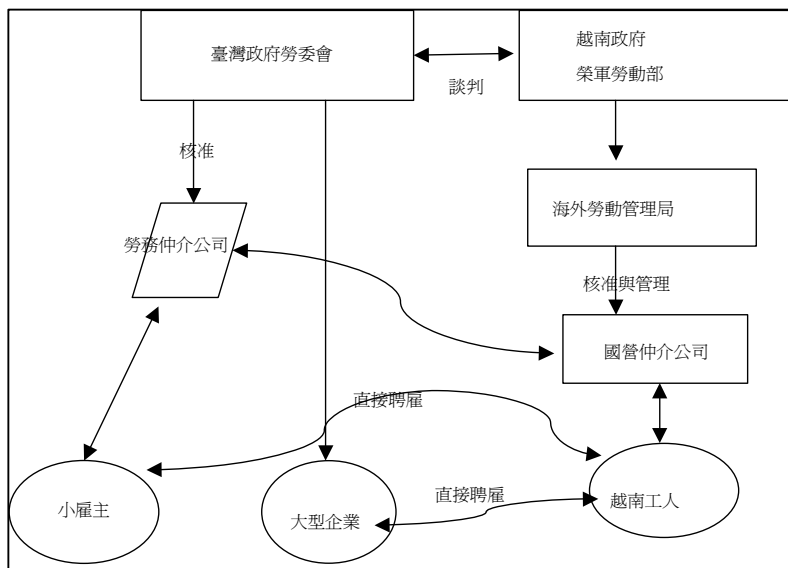 臺灣政府勞委會
越南政府
榮軍勞動部
談判
核准
海外勞動管理局
勞務仲介公司
核准與管理
國營仲介公司
直接聘雇
直接聘雇
小雇主
大型企業
越南工人